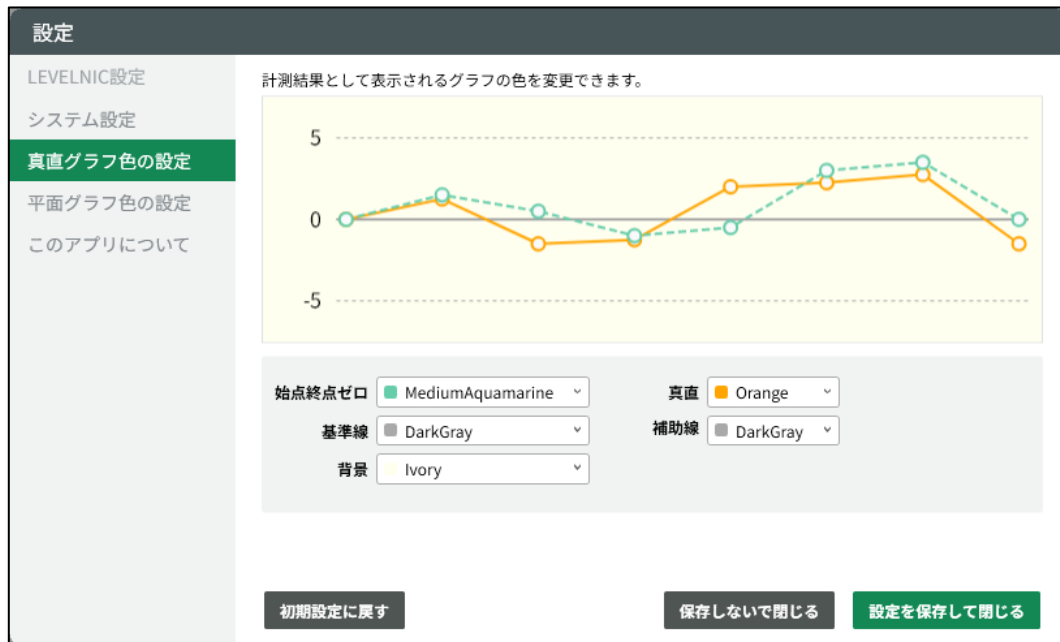 設定
LEVELNIC設定
システム設定
真直グラフ色の設定
平面グラフ色の設定
このアプリについて
計測結果として表示されるグラフの色を変更できます。
5
0
-5
始点終点ゼロ MediumAquamarine 真直 Orange
基準線 DarkGray 補助線 DarkGray
背景 Ivory
初期設定に戻す 保存しないで閉じる 設定を保存して閉じる